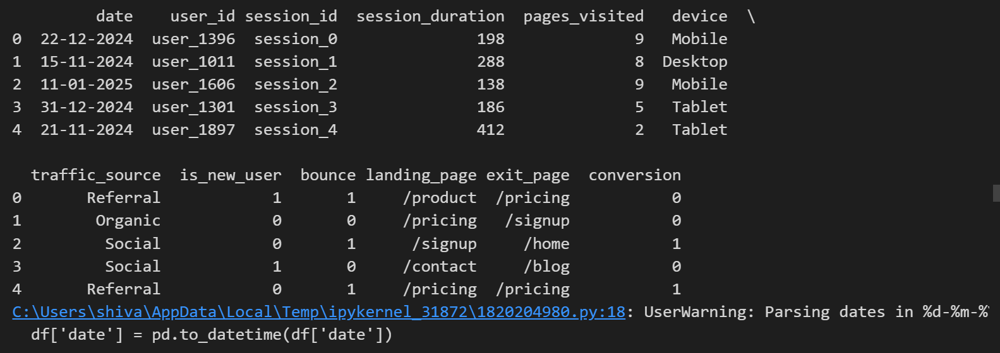 date user_id session_id session_duration pages_visited device \
0 22-12-2024 user_1396 session_0 198 9 Mobile
1 15-11-2024 user_1011 session_1 288 8 Desktop
2 11-01-2025 user_1606 session_2 138 9 Mobile
3 31-12-2024 user_1301 session_3 186 5 Tablet
4 21-11-2024 user_1897 session_4 412 2 Tablet
traffic_source is_new_user bounce landing_page exit_page conversion
0 Referral 1 1 /product /pricing 0
1 Organic 0 0 /pricing /signup 0
2 Social 0 1 /signup /home 1
3 Social 1 0 /contact /blog 0
4 Referral 0 1 /pricing /pricing 1
C:\Users\shiva\AppData\Local\Temp\ipykernel_31872\1820204980.py:18: UserWarning: Parsing dates in %d-%m-%
df['date'] = pd.to_datetime(df['date'])